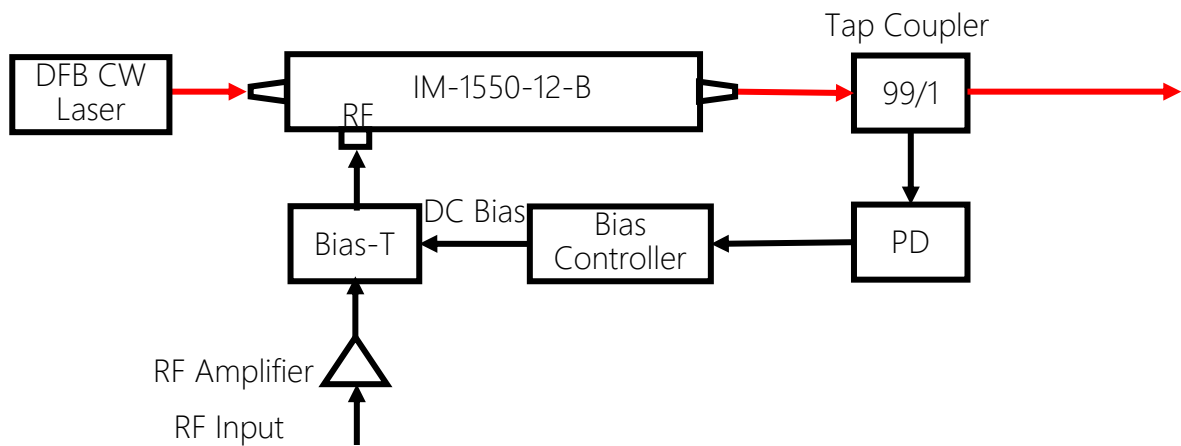 Tap Coupler
DFB CW
Laser
IM-1550-12-B
RF
99/1
DC Bias
Bias-T
Bias
Controller
PD
RF Amplifier
RF Input